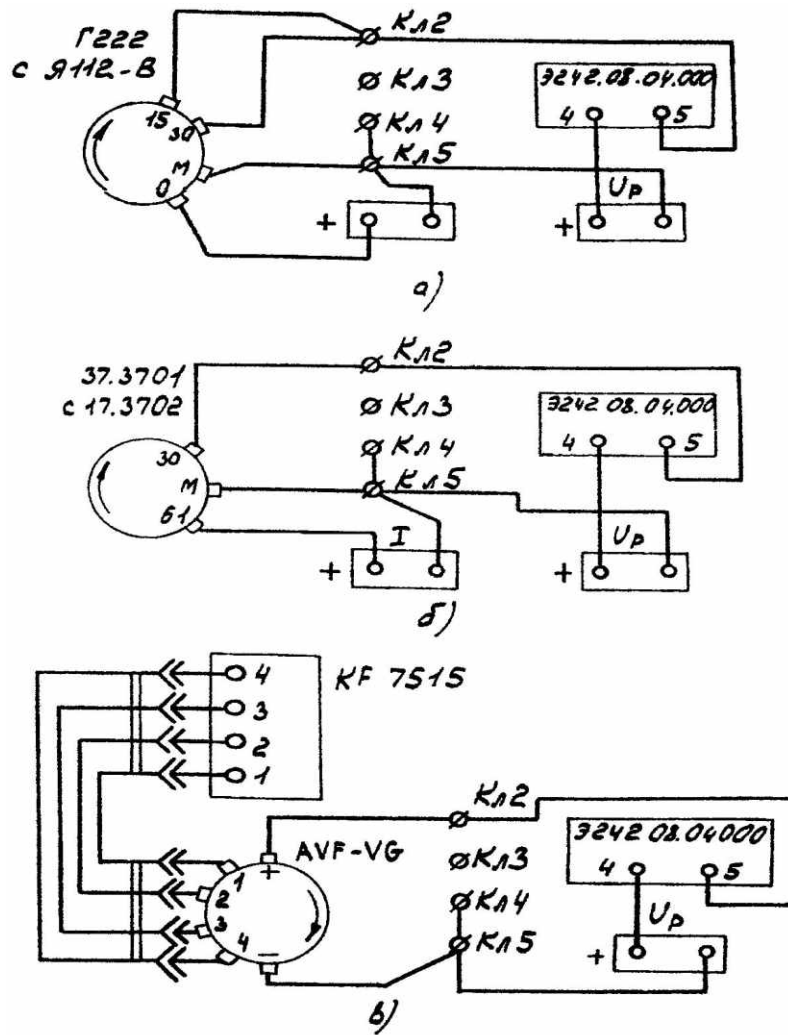 Г222
с Я112-В
15
30
М
0
Кл2
Кл3
Кл4
Кл5
Э242.08.04.000
4 5
+
Uр
+
а)
37.3701
с 17.3702
30
М
61
Кл2
Кл3
Кл4
Кл5
Э242.08.04.000
4 5
I
+
Uр
+
б)
4
3
2
1
KF 7515
AVF-VG
1
2
3
4
+
−
Кл2
Кл3
Кл4
Кл5
Э242.08.04000
4 5
Uр
+
в)